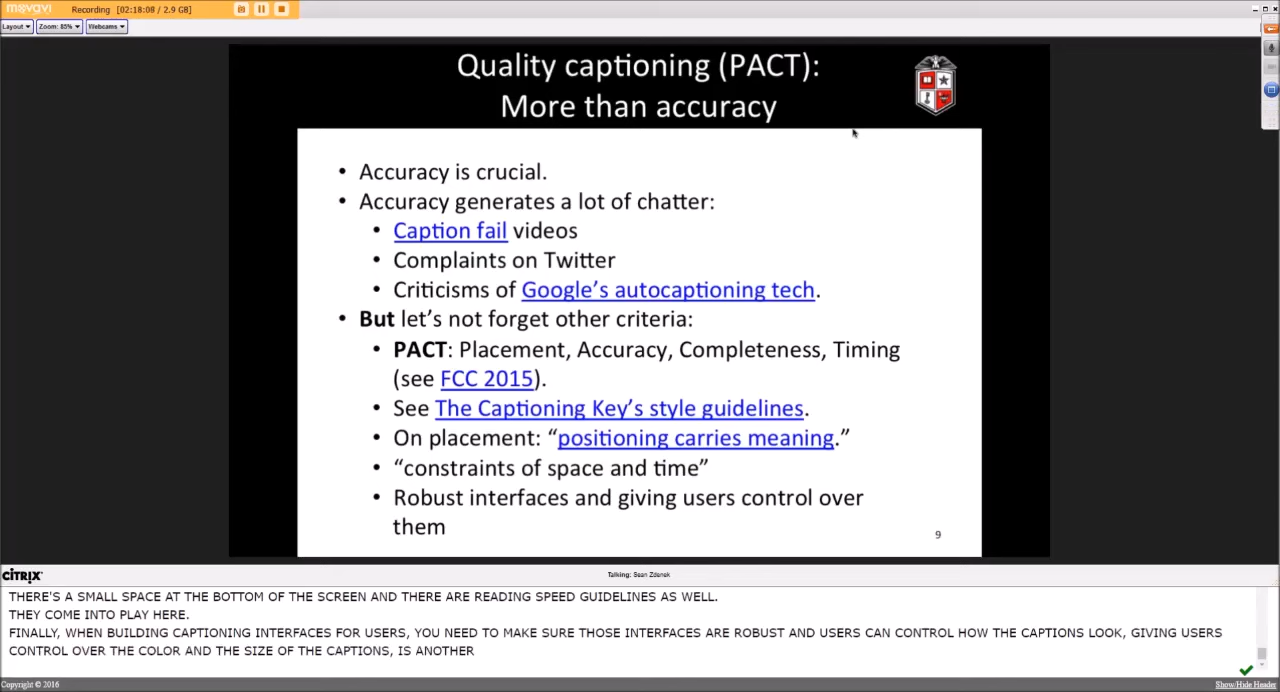 movavi Recording [02:18:08 / 2.9 GB]
Layout Zoom: 85% Webcams
Quality captioning (PACT):
More than accuracy
• Accuracy is crucial.
• Accuracy generates a lot of chatter:
• Caption fail videos
• Complaints on Twitter
• Criticisms of Google’s autocaptioning tech.
• But let’s not forget other criteria:
• PACT: Placement, Accuracy, Completeness, Timing
(see FCC 2015).
• See The Captioning Key’s style guidelines.
• On placement: “positioning carries meaning.”
• “constraints of space and time”
• Robust interfaces and giving users control over
them
9
CİTRIX
Talking: Sean Zdenek
THERE'S A SMALL SPACE AT THE BOTTOM OF THE SCREEN AND THERE ARE READING SPEED GUIDELINES AS WELL.
THEY COME INTO PLAY HERE.
FINALLY, WHEN BUILDING CAPTIONING INTERFACES FOR USERS, YOU NEED TO MAKE SURE THOSE INTERFACES ARE ROBUST AND USERS CAN CONTROL HOW THE CAPTIONS LOOK, GIVING USERS
CONTROL OVER THE COLOR AND THE SIZE OF THE CAPTIONS, IS ANOTHER
Copyright © 2016
Show/Hide Header